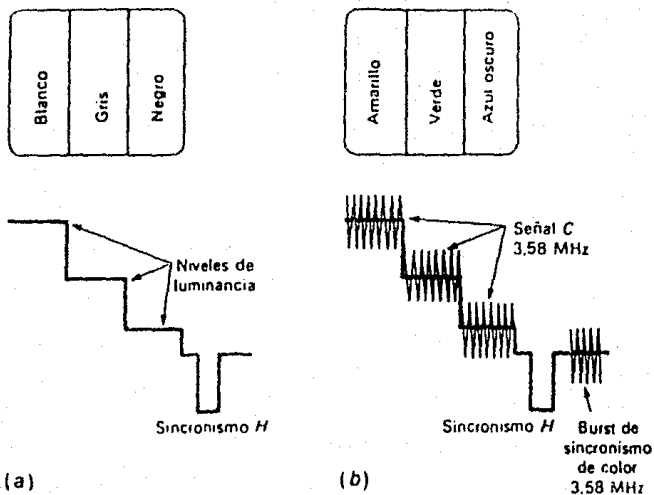 Blanco
Gris
Negro
Amarillo
Verde
Azul oscuro
Niveles de
luminancia
Sincronismo H
(a)
Señal C
3,58 MHz
Sincronismo H
Burst de
sincronismo
de color
3,58 MHz
(b)